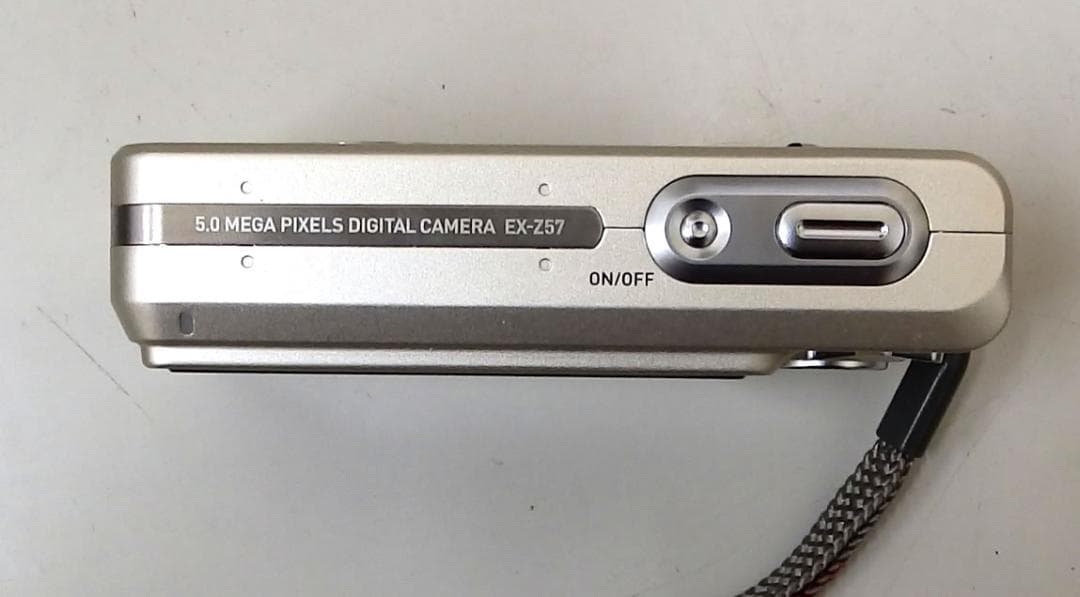 5.0 MEGA PIXELS DIGITAL CAMERA EX-Z57
ON/OFF